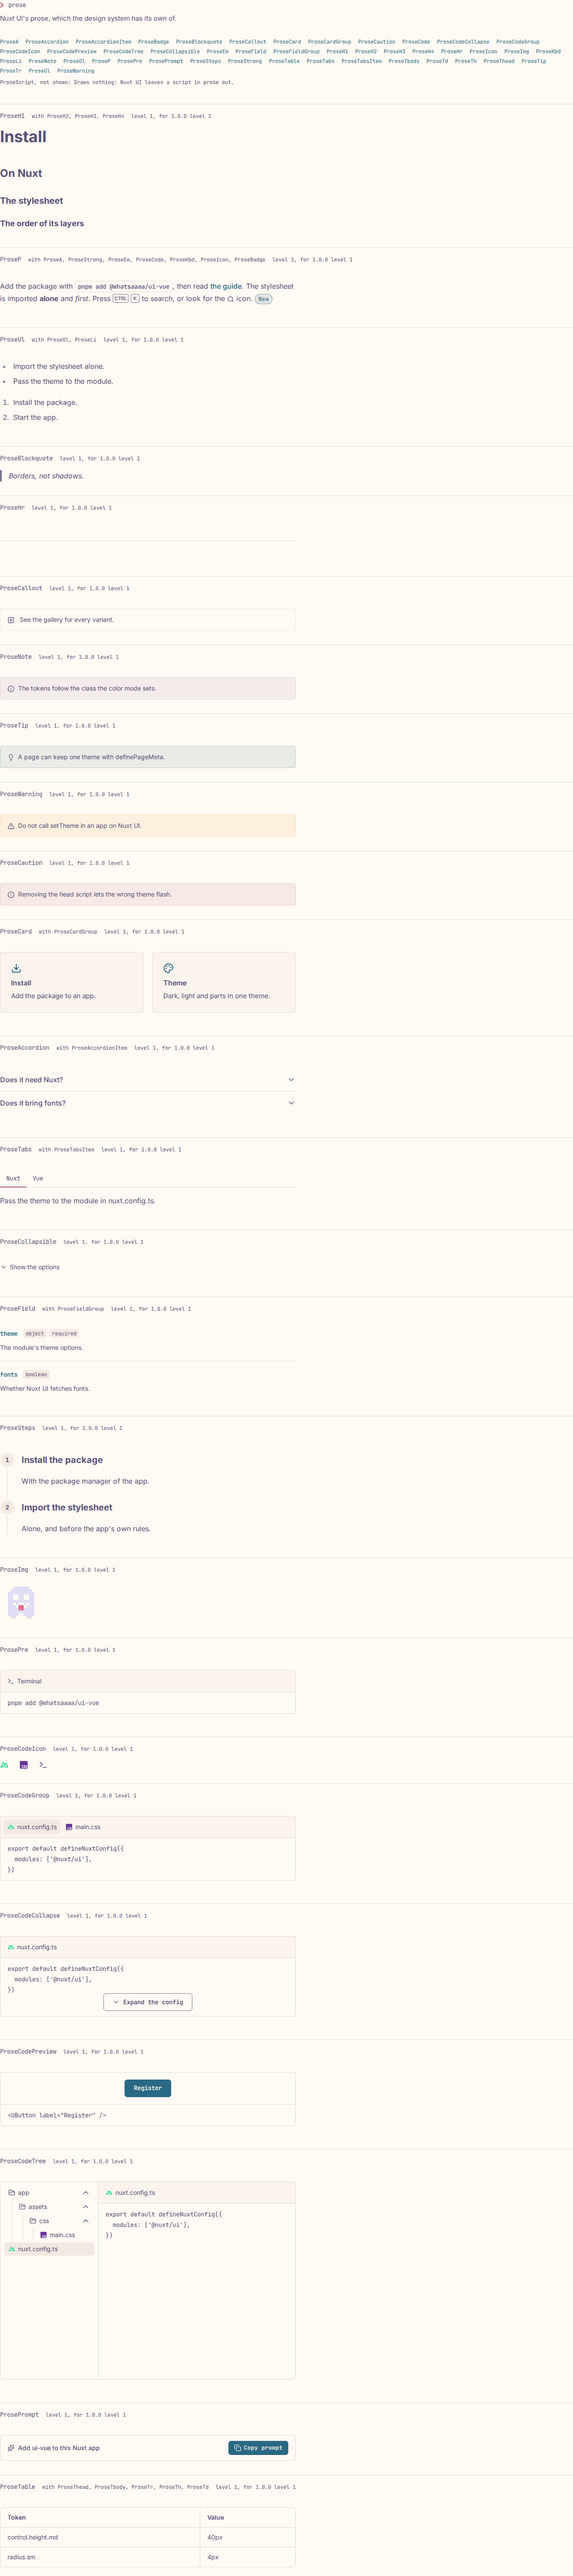 prose
Nuxt UI's prose, which the design system has its own of.
ProseA ProseAccordion ProseAccordionItem ProseBadge ProseBlockquote ProseCallout ProseCard ProseCardGroup ProseCaution ProseCode ProseCodeCollapse ProseCodeGroup
ProseCodeIcon ProseCodePreview ProseCodeTree ProseCollapsible ProseEm ProseField ProseFieldGroup ProseH1 ProseH2 ProseH3 ProseH4 ProseHr ProseIcon ProseImg ProseKbd
ProseLi ProseNote ProseOl ProseP ProsePre ProsePrompt ProseSteps ProseStrong ProseTable ProseTabs ProseTabsItem ProseTbody ProseTd ProseTh ProseThead ProseTip
ProseTr ProseUl ProseWarning
ProseScript, not shown: Draws nothing: Nuxt UI leaves a script in prose out.
ProseH1 with ProseH2, ProseH3, ProseH4 level 1, for 1.0.0 level 1
Install
On Nuxt
The stylesheet
The order of its layers
ProseP with ProseA, ProseStrong, ProseEm, ProseCode, ProseKbd, ProseIcon, ProseBadge level 1, for 1.0.0 level 1
Add the package with pnpm add @whatsaaaa/ui-vue, then read the guide. The stylesheet
is imported alone and first. Press CTRL K to search, or look for the icon. New
ProseUl with ProseOl, ProseLi level 1, for 1.0.0 level 1
• Import the stylesheet alone.
• Pass the theme to the module.
1. Install the package.
2. Start the app.
ProseBlockquote level 1, for 1.0.0 level 1
Borders, not shadows.
ProseHr level 1, for 1.0.0 level 1
ProseCallout level 1, for 1.0.0 level 1
See the gallery for every variant.
ProseNote level 1, for 1.0.0 level 1
The tokens follow the class the color mode sets.
ProseTip level 1, for 1.0.0 level 1
A page can keep one theme with definePageMeta.
ProseWarning level 1, for 1.0.0 level 1
Do not call setTheme in an app on Nuxt UI.
ProseCaution level 1, for 1.0.0 level 1
Removing the head script lets the wrong theme flash.
ProseCard with ProseCardGroup level 1, for 1.0.0 level 1
Install Theme
Add the package to an app. Dark, light and parts in one theme.
ProseAccordion with ProseAccordionItem level 1, for 1.0.0 level 1
Does it need Nuxt?
Does it bring fonts?
ProseTabs with ProseTabsItem level 1, for 1.0.0 level 1
Nuxt Vue
Pass the theme to the module in nuxt.config.ts.
ProseCollapsible level 1, for 1.0.0 level 1
Show the options
ProseField with ProseFieldGroup level 1, for 1.0.0 level 1
theme object required
The module's theme options.
fonts boolean
Whether Nuxt UI fetches fonts.
ProseSteps level 1, for 1.0.0 level 1
1 Install the package
With the package manager of the app.
2 Import the stylesheet
Alone, and before the app's own rules.
ProseImg level 1, for 1.0.0 level 1
ProsePre level 1, for 1.0.0 level 1
Terminal
pnpm add @whatsaaaa/ui-vue
ProseCodeIcon level 1, for 1.0.0 level 1
ProseCodeGroup level 1, for 1.0.0 level 1
nuxt.config.ts main.css
export default defineNuxtConfig({
modules: ['@nuxt/ui'],
})
ProseCodeCollapse level 1, for 1.0.0 level 1
nuxt.config.ts
export default defineNuxtConfig({
modules: ['@nuxt/ui'],
})
Expand the config
ProseCodePreview level 1, for 1.0.0 level 1
Register
<UButton label="Register" />
ProseCodeTree level 1, for 1.0.0 level 1
app nuxt.config.ts
assets export default defineNuxtConfig({
css modules: ['@nuxt/ui'],
main.css })
nuxt.config.ts
ProsePrompt level 1, for 1.0.0 level 1
Add ui-vue to this Nuxt app Copy prompt
ProseTable with ProseThead, ProseTbody, ProseTr, ProseTh, ProseTd level 1, for 1.0.0 level 1
Token Value
control.height.md 40px
radius.sm 4px